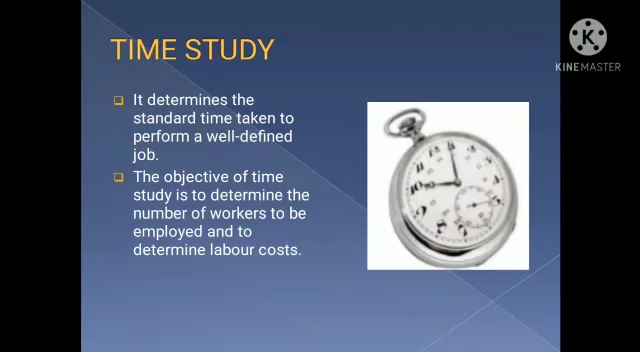 TIME STUDY
K
KINEMASTER
It determines the
standard time taken to
perform a well-defined
job.
The objective of time
study is to determine the
number of workers to be
employed and to
determine labour costs.